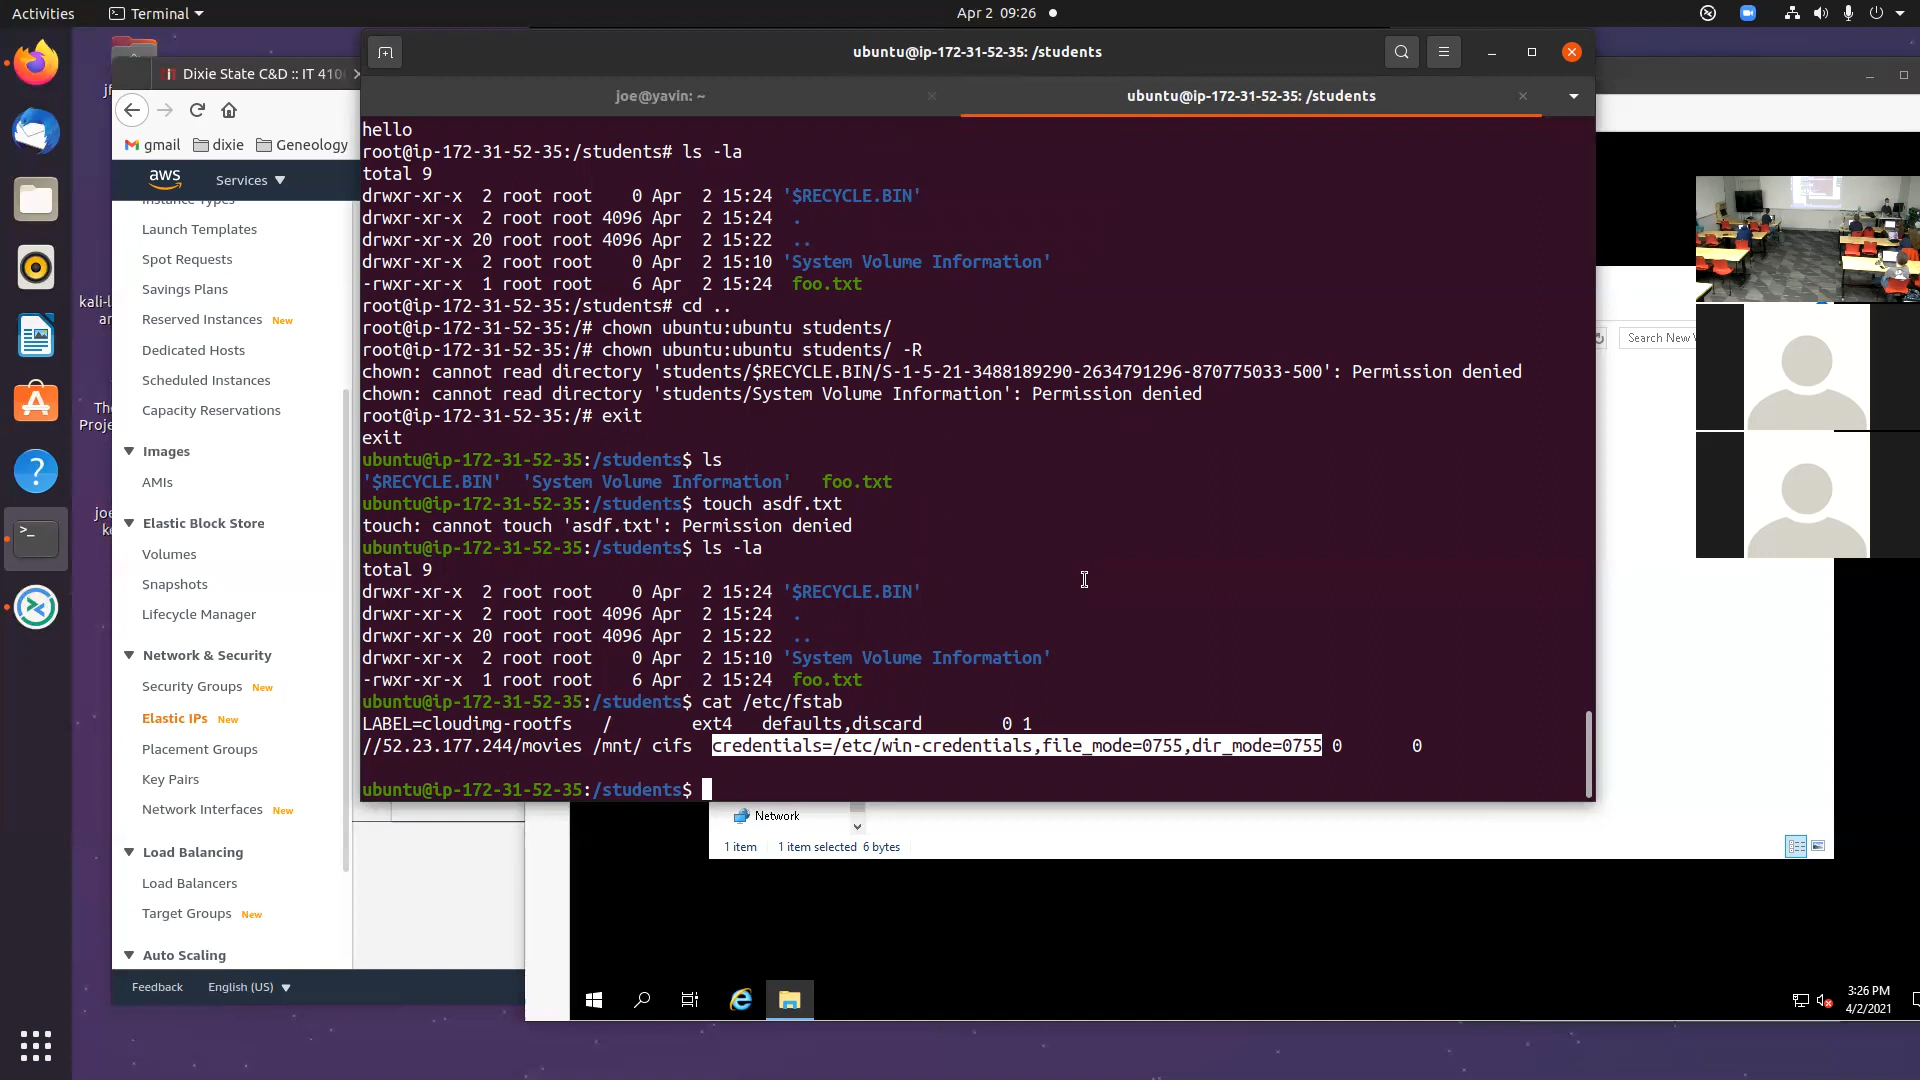 Activities
Terminal
Apr 2 09:26
ubuntu@ip-172-31-52-35: /students
joe@yavin: ~
ubuntu@ip-172-31-52-35: /students
hello
root@ip-172-31-52-35:/students# ls -la
total 9
drwxr-xr-x  2 root root    0 Apr  2 15:24 '$RECYCLE.BIN'
drwxr-xr-x  2 root root 4096 Apr  2 15:24 .
drwxr-xr-x 20 root root 4096 Apr  2 15:22 ..
drwxr-xr-x  2 root root    0 Apr  2 15:10 'System Volume Information'
-rwxr-xr-x  1 root root    6 Apr  2 15:24 foo.txt
root@ip-172-31-52-35:/students# cd ..
root@ip-172-31-52-35:/# chown ubuntu:ubuntu students/
root@ip-172-31-52-35:/# chown ubuntu:ubuntu students/ -R
chown: cannot read directory 'students/$RECYCLE.BIN/S-1-5-21-3488189290-2634791296-870775033-500': Permission denied
chown: cannot read directory 'students/System Volume Information': Permission denied
root@ip-172-31-52-35:/# exit
exit
ubuntu@ip-172-31-52-35:/students$ ls
'$RECYCLE.BIN'  'System Volume Information'   foo.txt
ubuntu@ip-172-31-52-35:/students$ touch asdf.txt
touch: cannot touch 'asdf.txt': Permission denied
ubuntu@ip-172-31-52-35:/students$ ls -la
total 9
drwxr-xr-x  2 root root    0 Apr  2 15:24 '$RECYCLE.BIN'
drwxr-xr-x  2 root root 4096 Apr  2 15:24 .
drwxr-xr-x 20 root root 4096 Apr  2 15:22 ..
drwxr-xr-x  2 root root    0 Apr  2 15:10 'System Volume Information'
-rwxr-xr-x  1 root root    6 Apr  2 15:24 foo.txt
ubuntu@ip-172-31-52-35:/students$ cat /etc/fstab
LABEL=cloudimg-rootfs   /        ext4   defaults,discard        0 1
//52.23.177.244/movies /mnt/ cifs  credentials=/etc/win-credentials,file_mode=0755,dir_mode=0755 0       0
ubuntu@ip-172-31-52-35:/students$
Dixie State C&D :: IT 410
gmail
dixie
Geneology
aws
Services
Instance Types
Launch Templates
Spot Requests
Savings Plans
Reserved Instances New
Dedicated Hosts
Scheduled Instances
Capacity Reservations
Images
AMIs
Elastic Block Store
Volumes
Snapshots
Lifecycle Manager
Network & Security
Security Groups New
Elastic IPs New
Placement Groups
Key Pairs
Network Interfaces New
Load Balancing
Load Balancers
Target Groups New
Auto Scaling
Feedback
English (US)
kali-l
The
Proje
joe
Search New V
Network
1 item
1 item selected 6 bytes
3:26 PM
4/2/2021